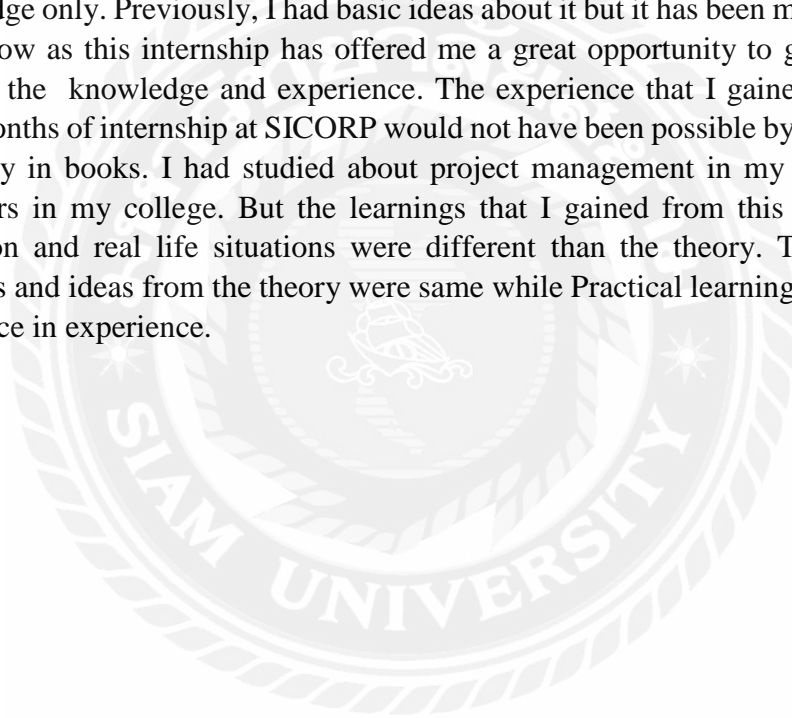 dge only. Previously, I had basic ideas about it but it has been m
ow as this internship has offered me a great opportunity to g
the knowledge and experience. The experience that I gaine
onths of internship at SICORP would not have been possible by
y in books. I had studied about project management in my
rs in my college. But the learnings that I gained from this
on and real life situations were different than the theory. T
s and ideas from the theory were same while Practical learning
ce in experience.
SIAM UNIVERSITY